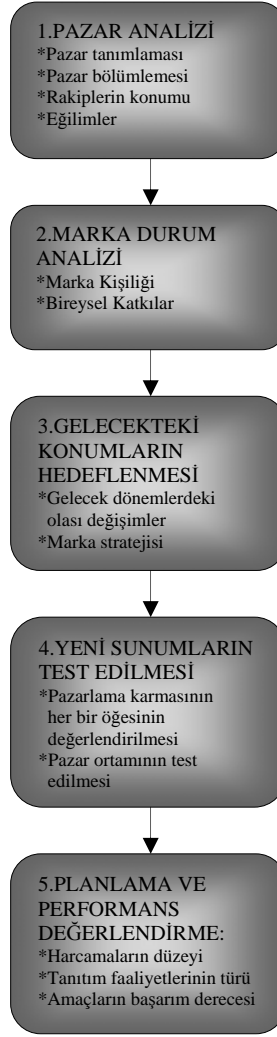 1.PAZAR ANALİZİ
*Pazar tanımlaması
*Pazar bölümlemesi
*Rakiplerin konumu
*Eğilimler
2.MARKA DURUM
ANALİZİ
*Marka Kişiliği
*Bireysel Katkılar
3.GELECEKTEKİ
KONUMLARIN
HEDEFLENMESİ
*Gelecek dönemlerdeki
olası değişimler
*Marka stratejisi
4.YENİ SUNUMLARIN
TEST EDİLMESİ
*Pazarlama karmasının
her bir öğesinin
değerlendirilmesi
*Pazar ortamının test
edilmesi
5.PLANLAMA VE
PERFORMANS
DEĞERLENDİRME:
*Harcamaların düzeyi
*Tanıtım faaliyetlerinin türü
*Amaçların başarım derecesi